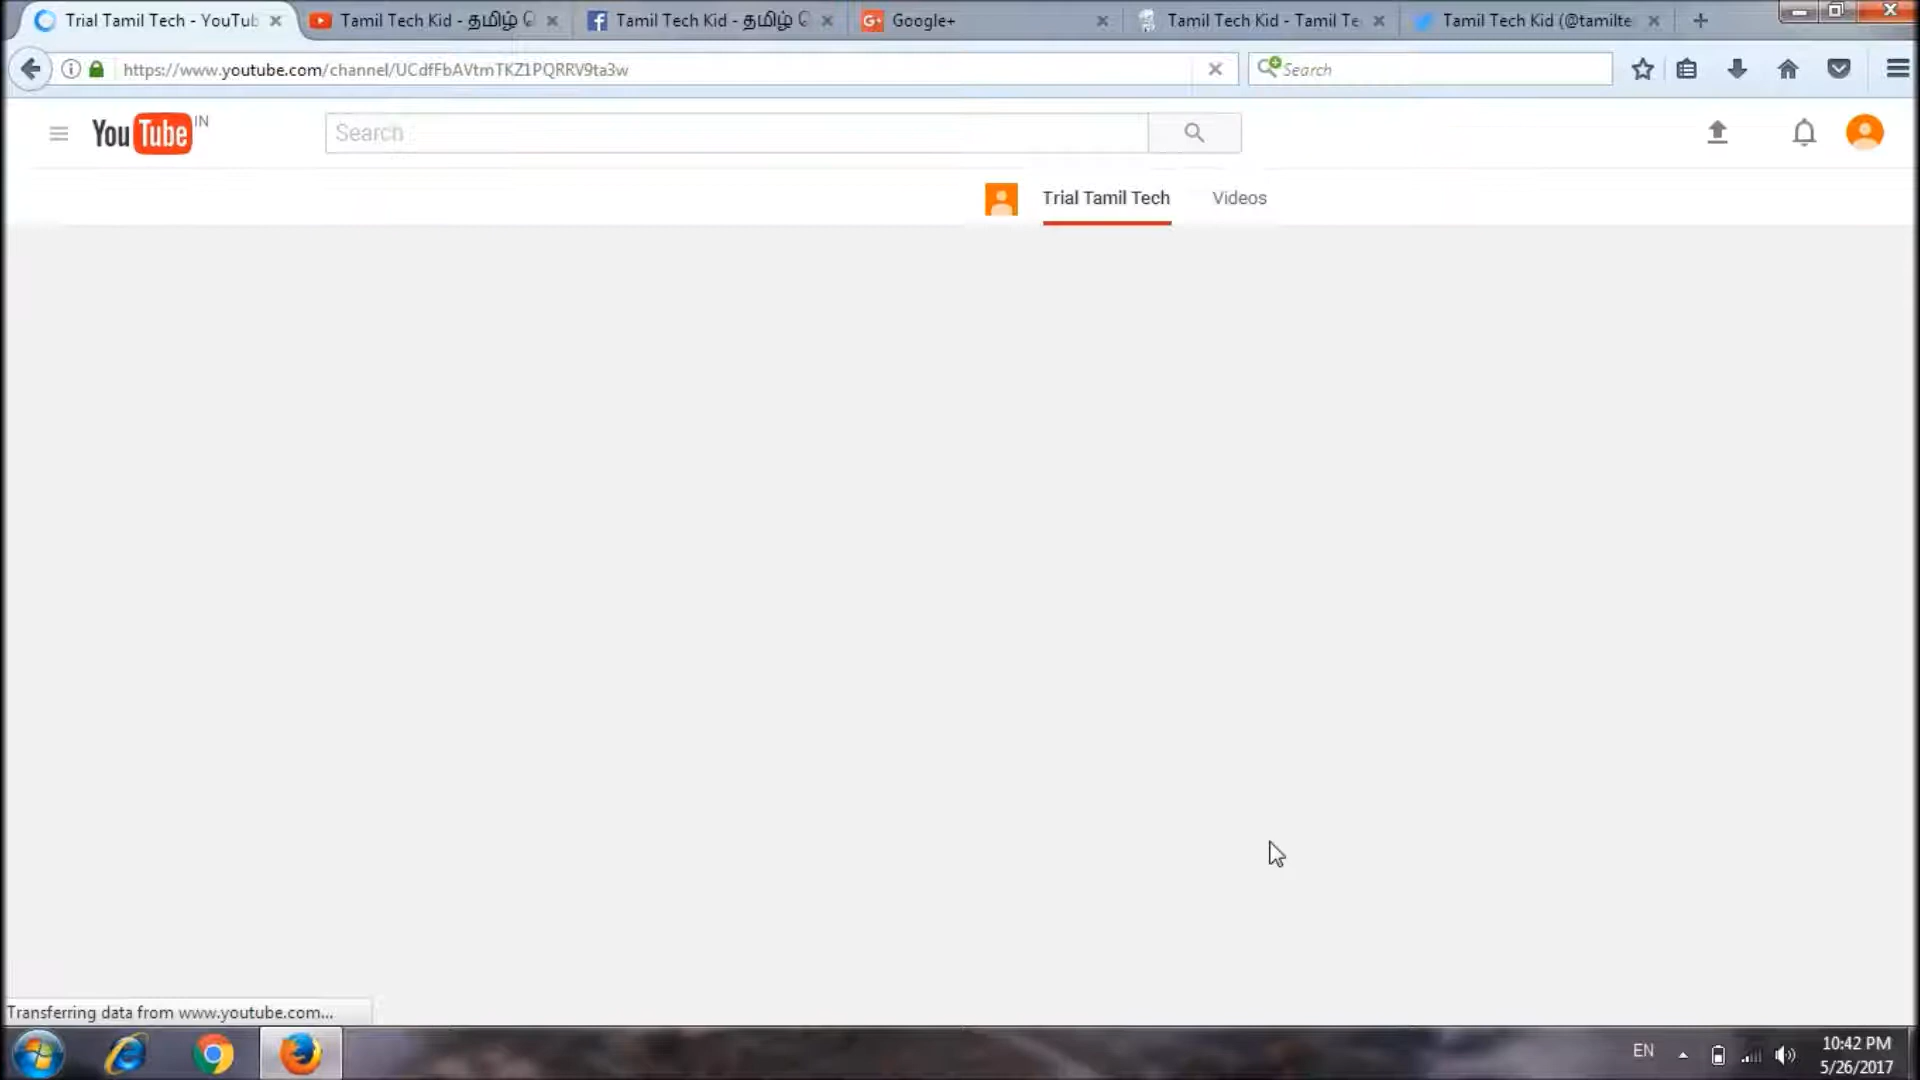 Trial Tamil Tech - YouTub
Tamil Tech Kid - தமிழ்
Tamil Tech Kid - தமிழ்
Google+
Tamil Tech Kid - Tamil Te
Tamil Tech Kid (@tamilte
https://www.youtube.com/channel/UCdfFbAVtmTKZ1PQRRV9ta3w
Search
YouTube IN
Search
Trial Tamil Tech
Videos
Transferring data from www.youtube.com...
EN
10:42 PM
5/26/2017